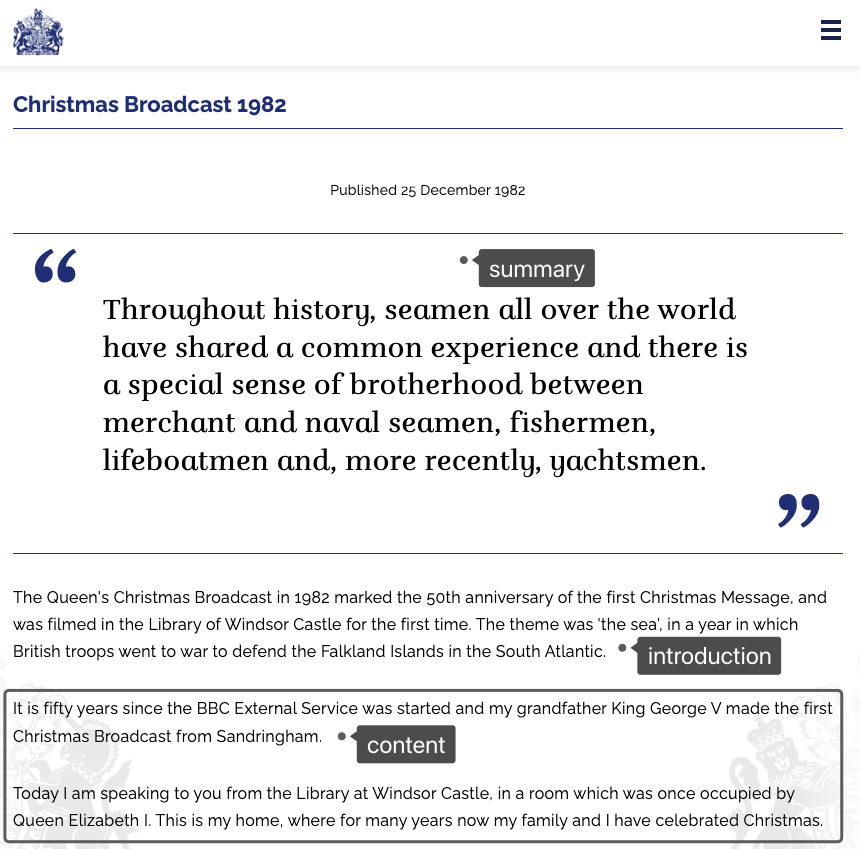 Christmas Broadcast 1982
Published 25 December 1982
“
summary
Throughout history, seamen all over the world
have shared a common experience and there is
a special sense of brotherhood between
merchant and naval seamen, fishermen,
lifeboatmen and, more recently, yachtsmen.
”
The Queen's Christmas Broadcast in 1982 marked the 50th anniversary of the first Christmas Message, and
was filmed in the Library of Windsor Castle for the first time. The theme was 'the sea', in a year in which
British troops went to war to defend the Falkland Islands in the South Atlantic.
introduction
It is fifty years since the BBC External Service was started and my grandfather King George V made the first
Christmas Broadcast from Sandringham.
content
Today I am speaking to you from the Library at Windsor Castle, in a room which was once occupied by
Queen Elizabeth I. This is my home, where for many years now my family and I have celebrated Christmas.